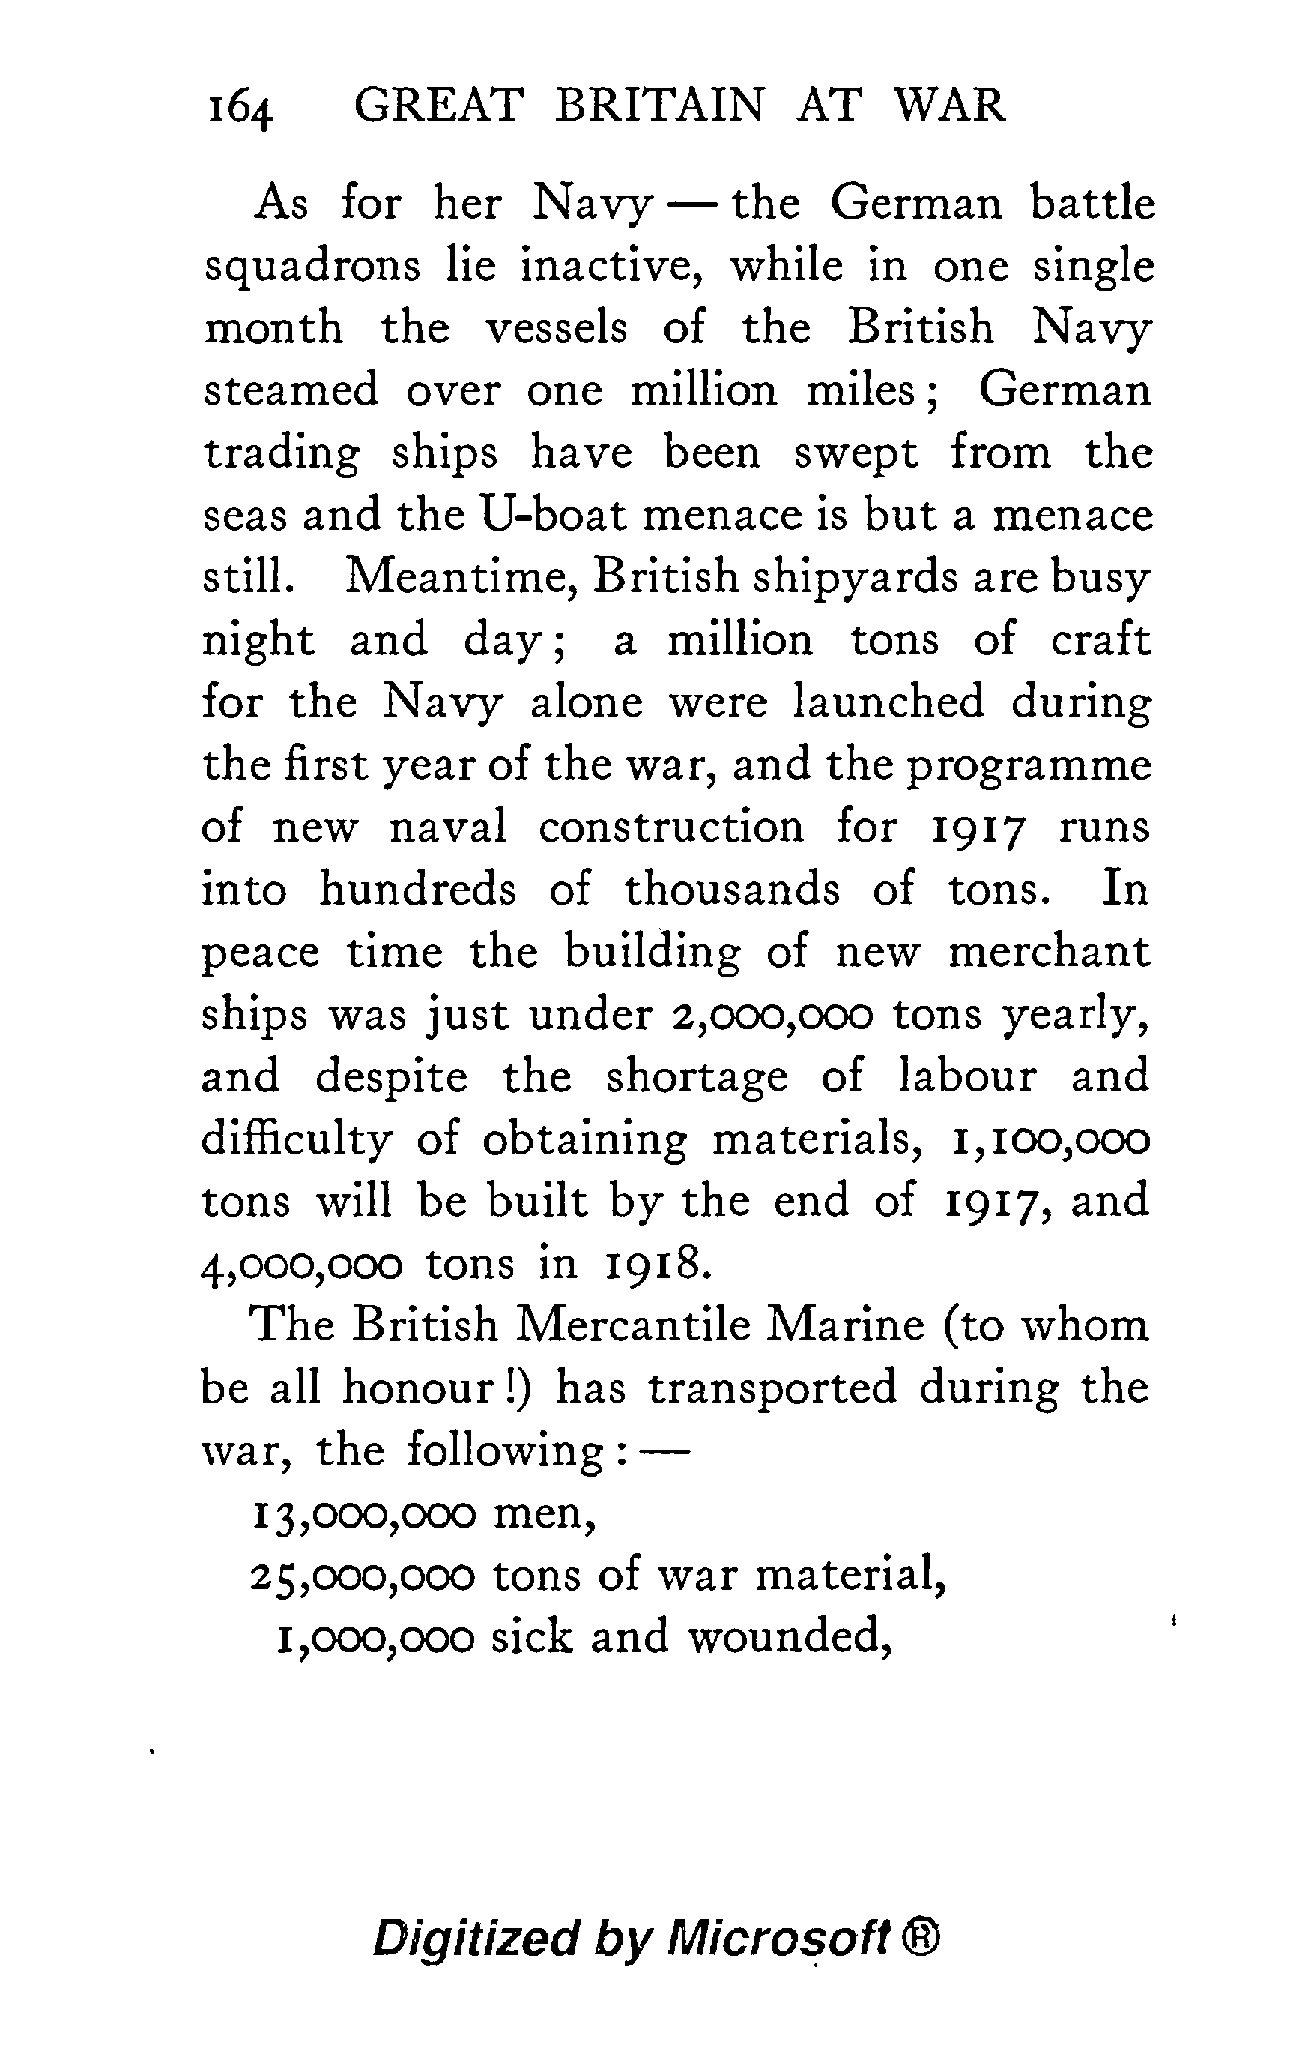 164 GREAT BRITAIN AT WAR
As for her Navy — the German battle
squadrons lie inactive, while in one single
month the vessels of the British Navy
steamed over one million miles; German
trading ships have been swept from the
seas and the U-boat menace is but a menace
still. Meantime, British shipyards are busy
night and day; a million tons of craft
for the Navy alone were launched during
the first year of the war, and the programme
of new naval construction for 1917 runs
into hundreds of thousands of tons. In
peace time the building of new merchant
ships was just under 2,000,000 tons yearly,
and despite the shortage of labour and
difficulty of obtaining materials, 1,100,000
tons will be built by the end of 1917, and
4,000,000 tons in 1918.
The British Mercantile Marine (to whom
be all honour!) has transported during the
war, the following:—
13,000,000 men,
25,000,000 tons of war material,
1,000,000 sick and wounded,
Digitized by Microsoft ®